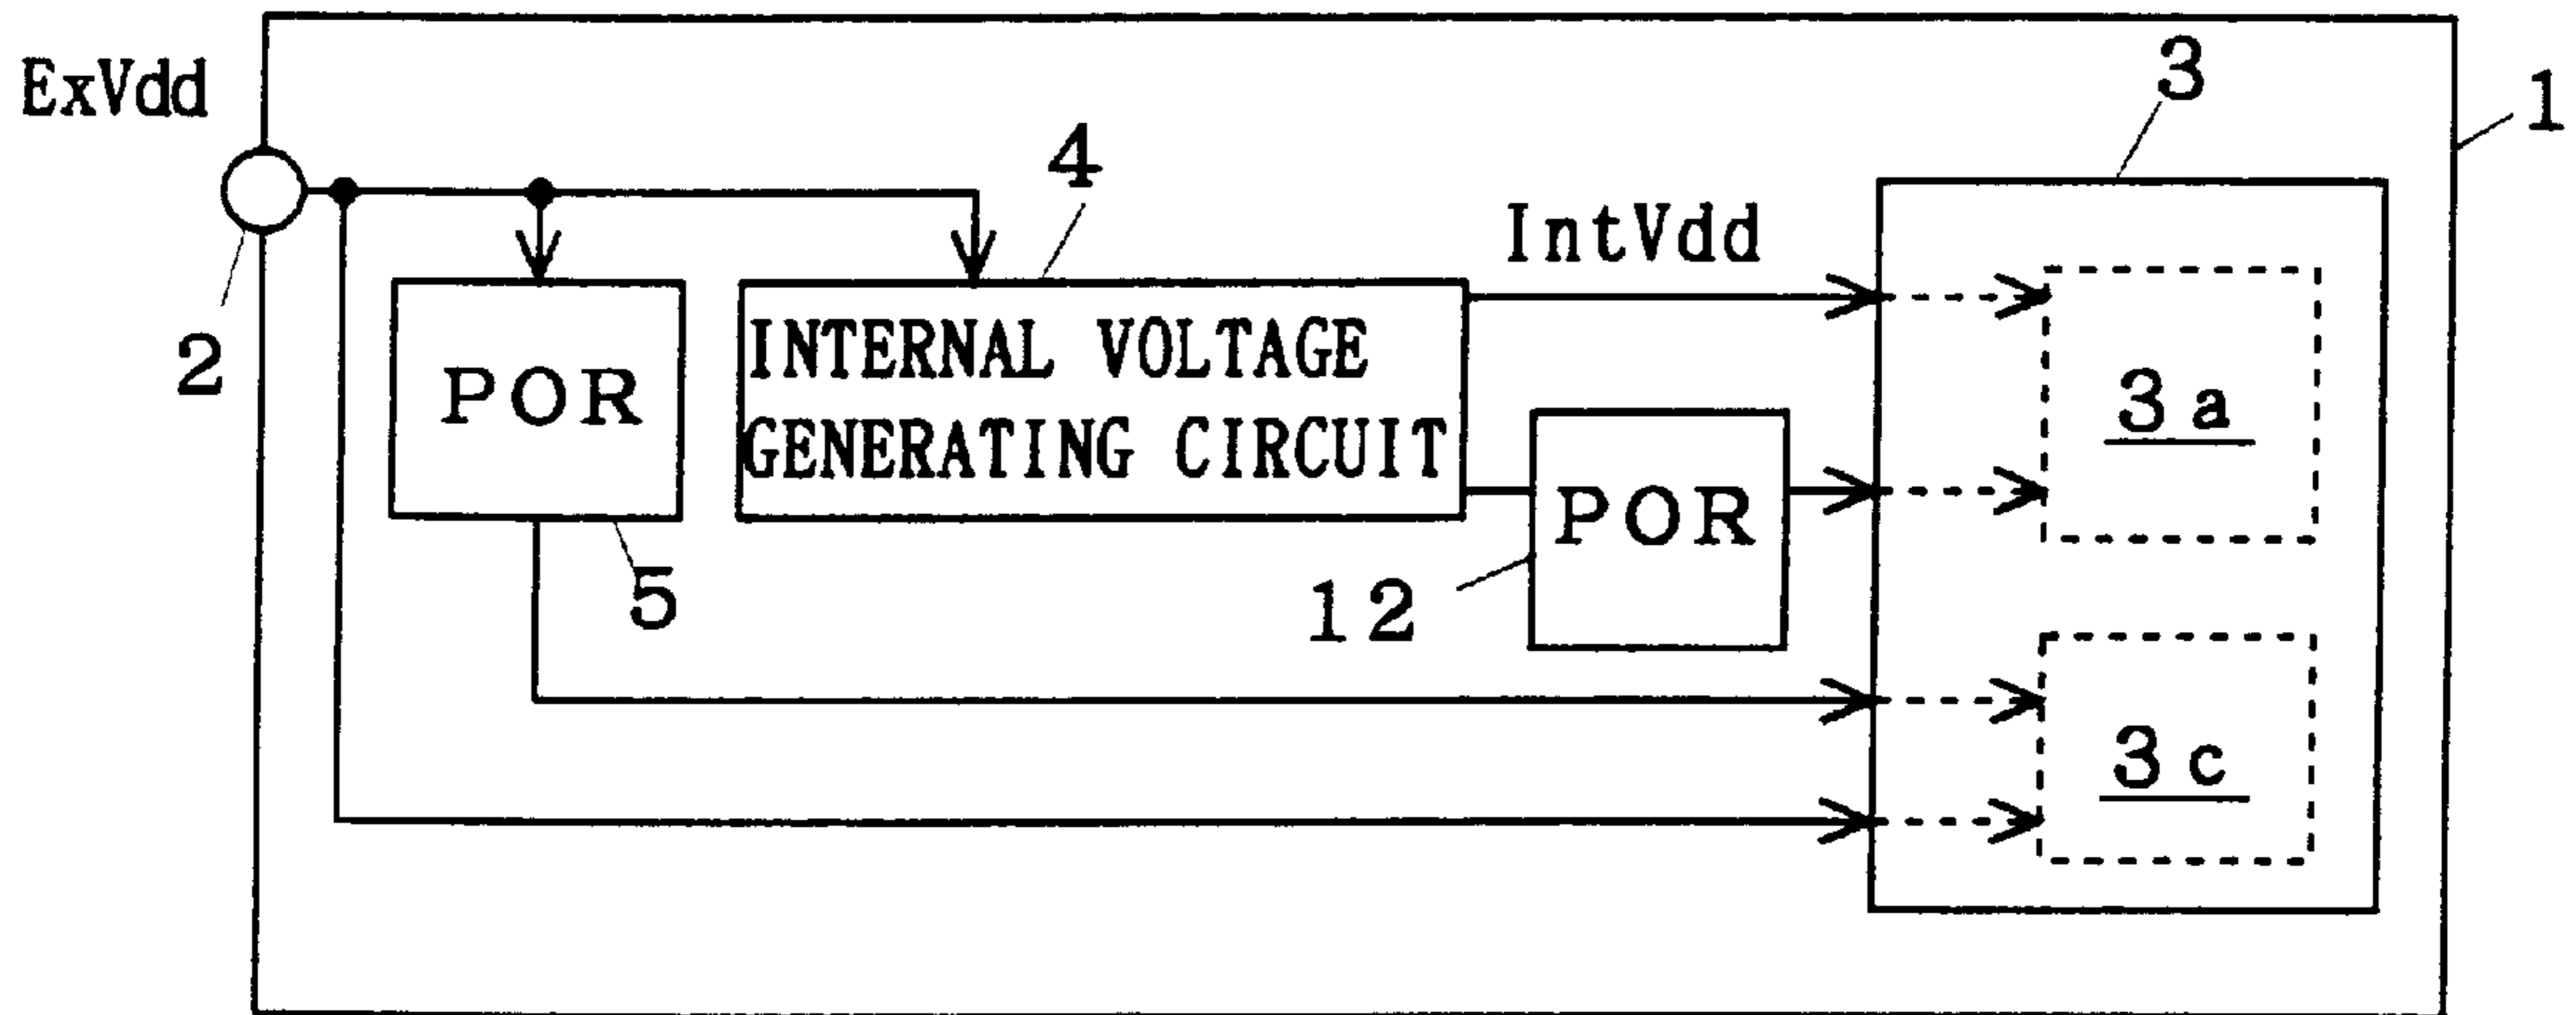 ExVdd
3
1
4
IntVdd
2
POR
INTERNAL VOLTAGE
GENERATING CIRCUIT
3a
POR
5
12
3c